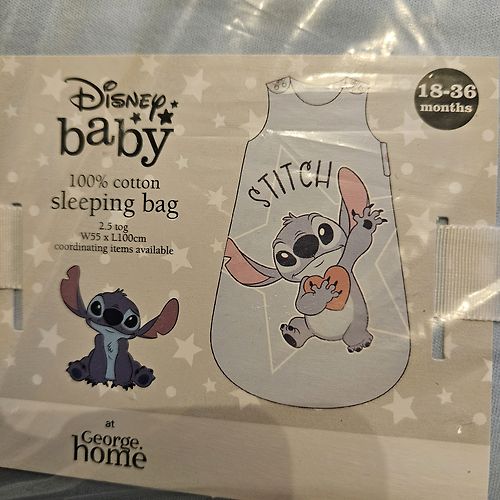 Disney
baby
100% cotton
sleeping bag
2.5 tog
W55 x L100cm
coordinating items available
at
George.
home
STITCH
18-36
months